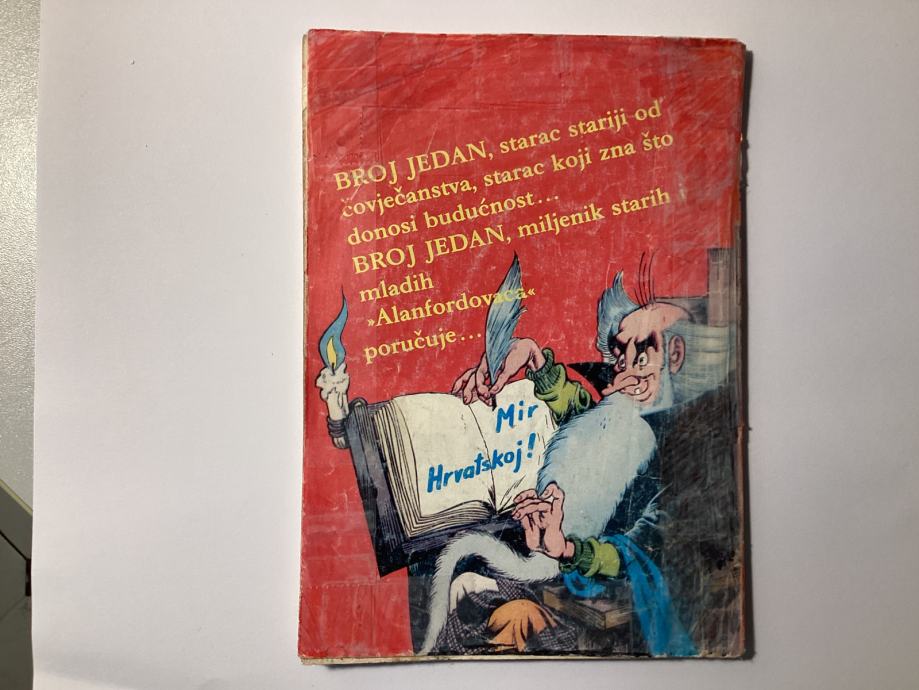 BROJ JEDAN, starac stariji od
čovječanstva, starac koji zna što
donosi budućnost...
BROJ JEDAN, miljenik starih i
mladih
»Alanfordovaca«
poručuje...
Mir
Hrvatskoj!